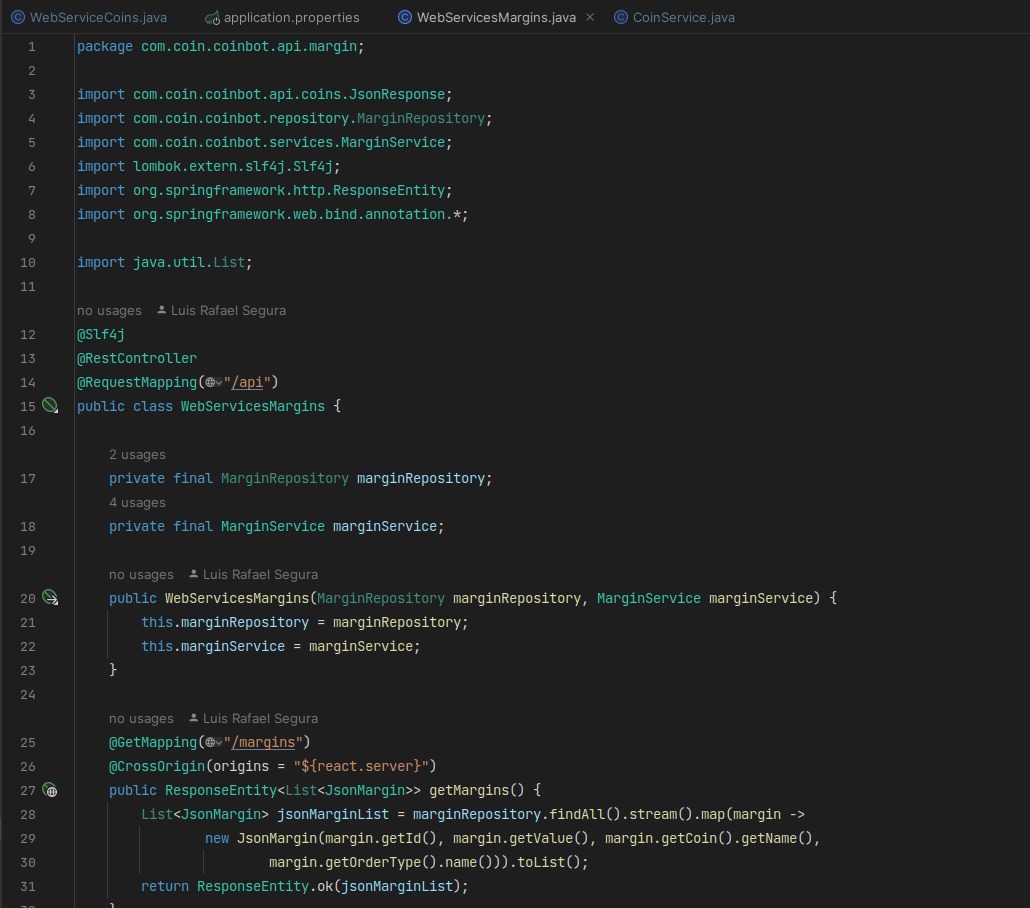 WebServiceCoins.java application.properties WebServicesMargins.java × CoinService.java
1 package com.coin.coinbot.api.margin;
2
3 import com.coin.coinbot.api.coins.JsonResponse;
4 import com.coin.coinbot.repository.MarginRepository;
5 import com.coin.coinbot.services.MarginService;
6 import lombok.extern.slf4j.Slf4j;
7 import org.springframework.http.ResponseEntity;
8 import org.springframework.web.bind.annotation.*;
9
10 import java.util.List;
11
no usages Luis Rafael Segura
12 @Slf4j
13 @RestController
14 @RequestMapping("/api")
15 public class WebServicesMargins {
16
2 usages
17 private final MarginRepository marginRepository;
4 usages
18 private final MarginService marginService;
19
no usages Luis Rafael Segura
20 public WebServicesMargins(MarginRepository marginRepository, MarginService marginService) {
21 this.marginRepository = marginRepository;
22 this.marginService = marginService;
23 }
24
no usages Luis Rafael Segura
25 @GetMapping("/margins")
26 @CrossOrigin(origins = "${react.server}")
27 public ResponseEntity<List<JsonMargin>> getMargins() {
28 List<JsonMargin> jsonMarginList = marginRepository.findAll().stream().map(margin ->
29 new JsonMargin(margin.getId(), margin.getValue(), margin.getCoin().getName(),
30 margin.getOrderType().name())).toList();
31 return ResponseEntity.ok(jsonMarginList);